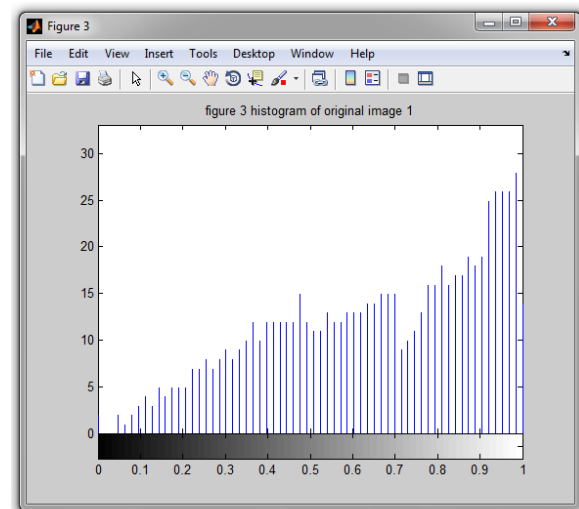 Figure 3
File Edit View Insert Tools Desktop Window Help
figure 3 histogram of original image 1
30
25
20
15
10
5
0
0 0.1 0.2 0.3 0.4 0.5 0.6 0.7 0.8 0.9 1